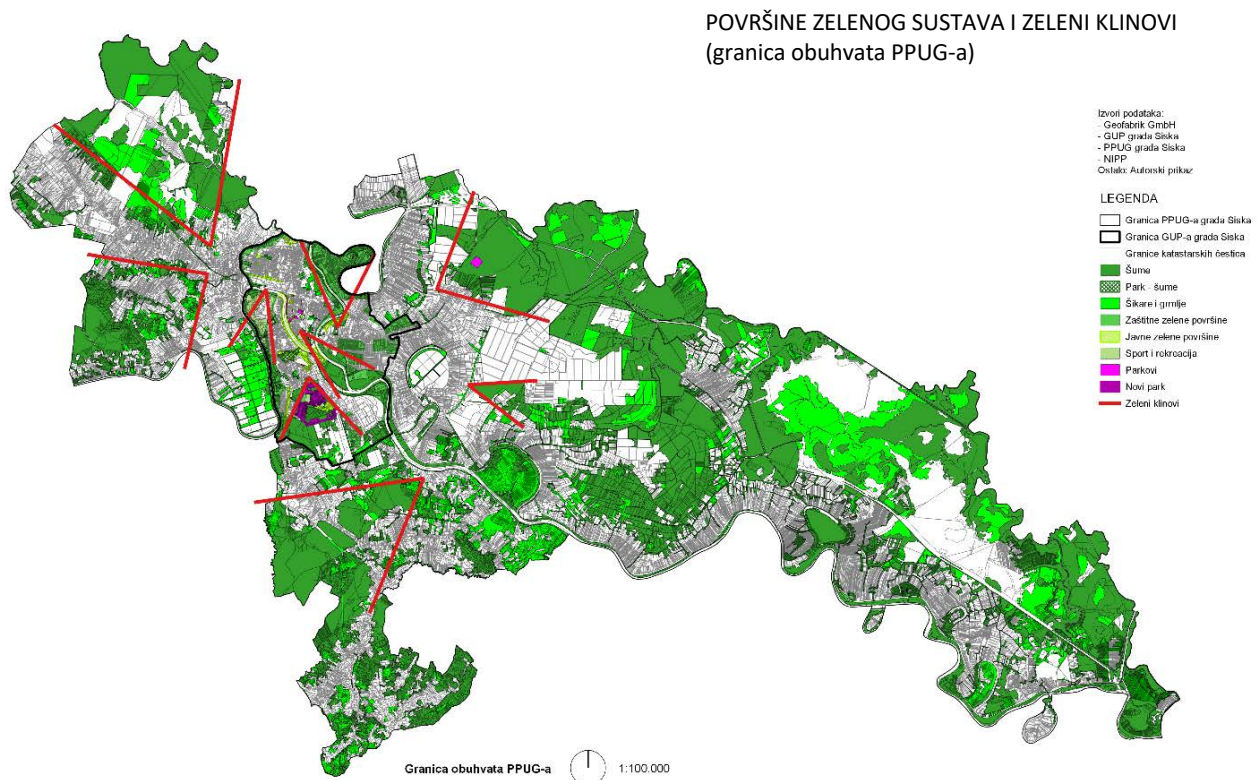 POVRŠINE ZELENOG SUSTAVA I ZELENI KLINOVI
(granica obuhvata PPUG-a)
Izvori podataka:
- Geofabrik GmbH
- GUP grada Siska
- PPUG grada Siska
- NIPP
Ostalo: Autorski prikaz
LEGENDA
Granica PPUG-a grada Siska
Granica GUP-a grada Siska
Granice katastarskih čestica
Šume
Park - šume
Šikare i grmlje
Zaštitne zelene površine
Javne zelene površine
Sport i rekreacija
Parkovi
Novi park
Zeleni klinovi
Granica obuhvata PPUG-a
1:100.000